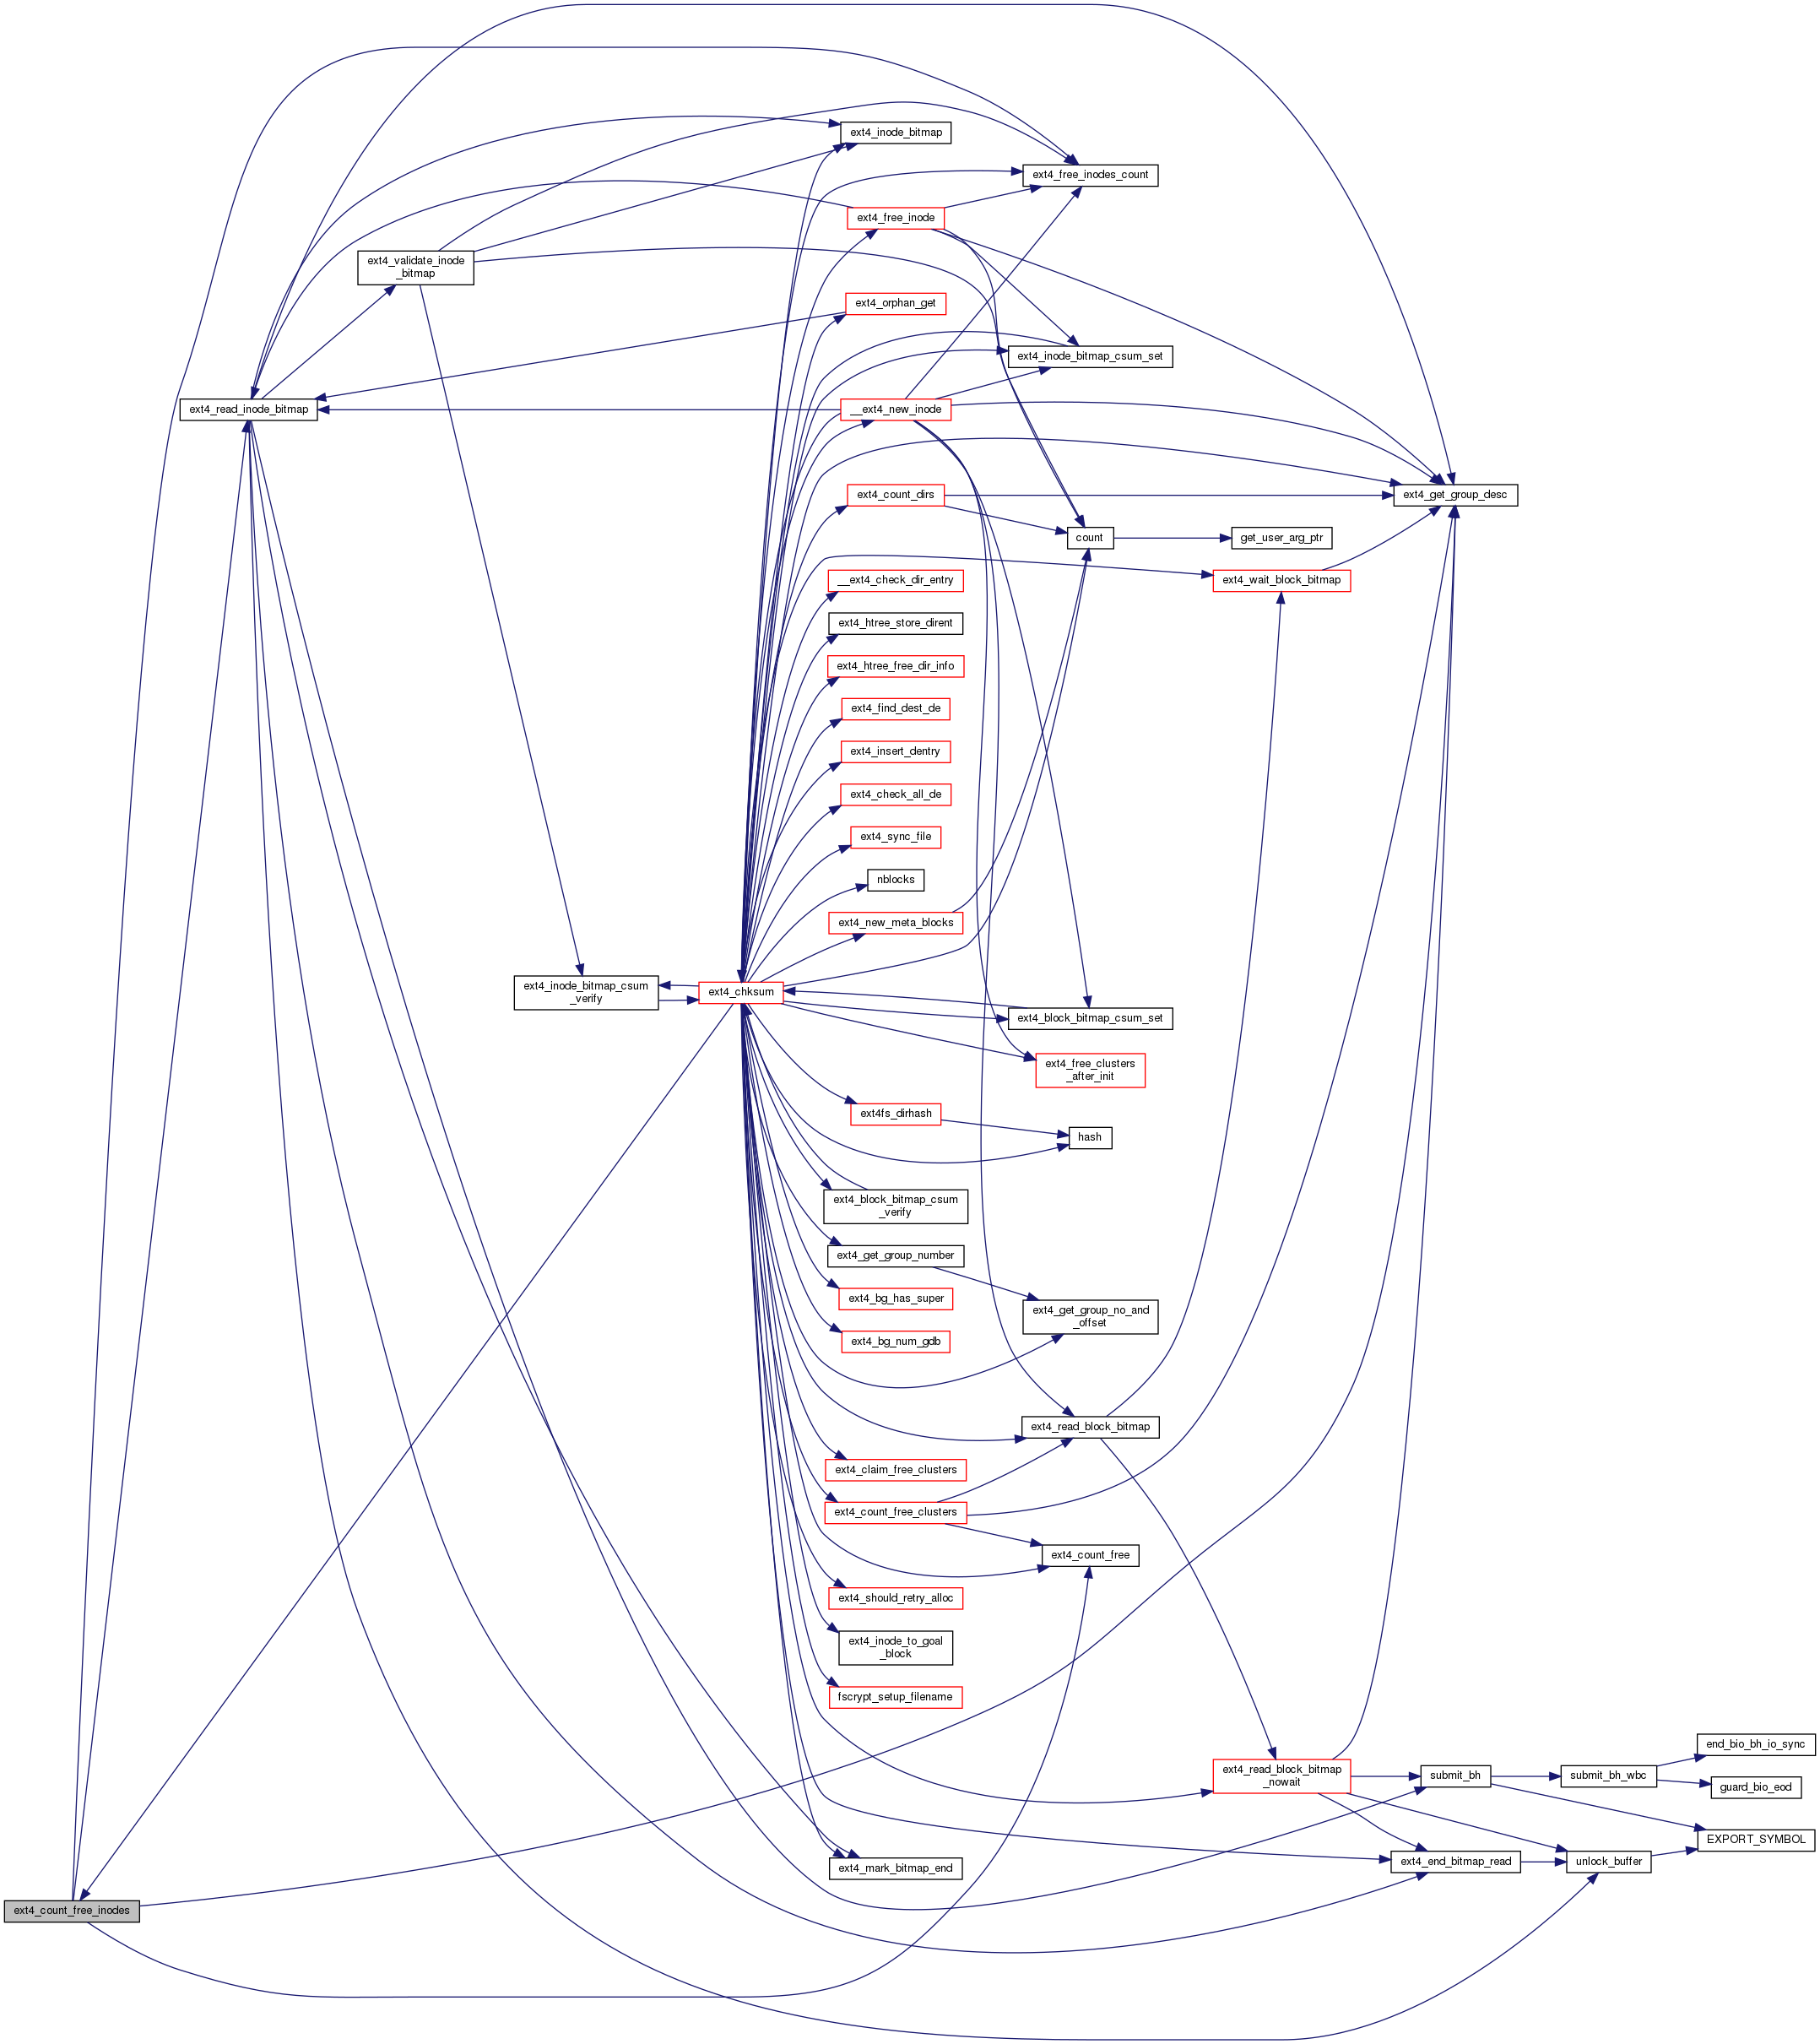 ext4_inode_bitmap
ext4_free_inodes_count
ext4_free_inode
ext4_validate_inode
_bitmap
ext4_orphan_get
ext4_inode_bitmap_csum_set
ext4_read_inode_bitmap
__ext4_new_inode
ext4_count_dirs
ext4_get_group_desc
count
get_user_arg_ptr
__ext4_check_dir_entry
ext4_wait_block_bitmap
ext4_htree_store_dirent
ext4_htree_free_dir_info
ext4_find_dest_de
ext4_insert_dentry
ext4_check_all_de
ext4_sync_file
nblocks
ext4_new_meta_blocks
ext4_inode_bitmap_csum
_verify
ext4_chksum
ext4_block_bitmap_csum_set
ext4_free_clusters
_after_init
ext4fs_dirhash
hash
ext4_block_bitmap_csum
_verify
ext4_get_group_number
ext4_bg_has_super
ext4_get_group_no_and
_offset
ext4_bg_num_gdb
ext4_read_block_bitmap
ext4_claim_free_clusters
ext4_count_free_clusters
ext4_count_free
ext4_should_retry_alloc
ext4_inode_to_goal
_block
fscrypt_setup_filename
end_bio_bh_io_sync
ext4_read_block_bitmap
_nowait
submit_bh
submit_bh_wbc
guard_bio_eod
EXPORT_SYMBOL
ext4_mark_bitmap_end
ext4_end_bitmap_read
unlock_buffer
ext4_count_free_inodes